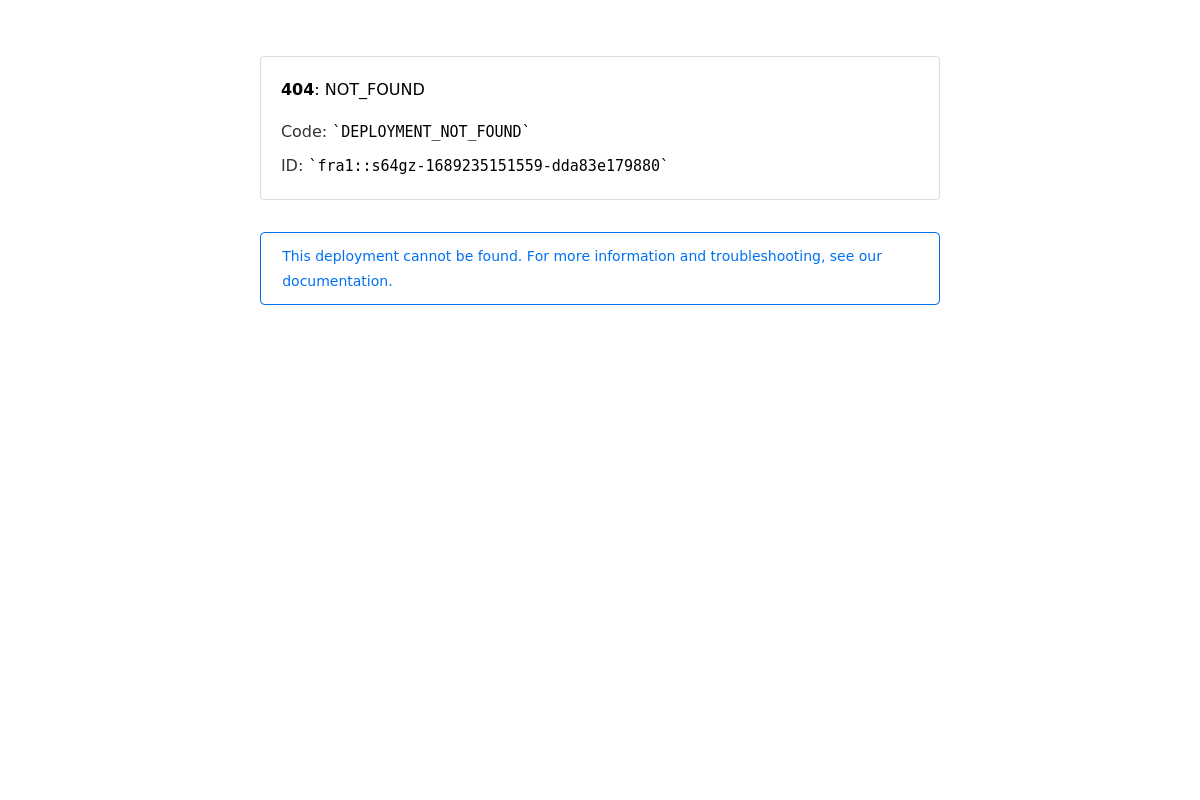 404: NOT_FOUND
Code: `DEPLOYMENT_NOT_FOUND`
ID: `fra1::s64gz-1689235151559-dda83e179880`
This deployment cannot be found. For more information and troubleshooting, see our
documentation.